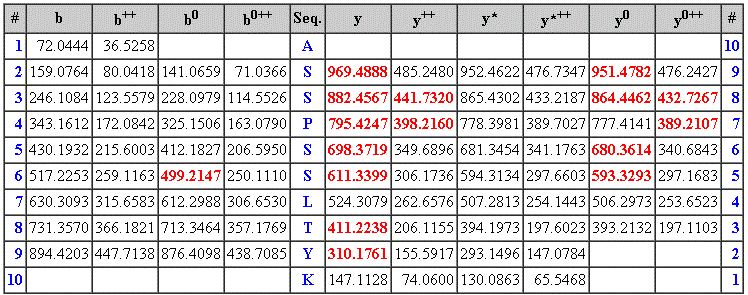 # b b++ b0 b0++ Seq. y y++ y* y*++ y0 y0++ #
1 72.0444 36.5258 A 10
2 159.0764 80.0418 141.0659 71.0366 S 969.4888 485.2480 952.4622 476.7347 951.4782 476.2427 9
3 246.1084 123.5579 228.0979 114.5526 S 882.4567 441.7320 865.4302 433.2187 864.4462 432.7267 8
4 343.1612 172.0842 325.1506 163.0790 P 795.4247 398.2160 778.3981 389.7027 777.4141 389.2107 7
5 430.1932 215.6003 412.1827 206.5950 S 698.3719 349.6896 681.3454 341.1763 680.3614 340.6843 6
6 517.2253 259.1163 499.2147 250.1110 S 611.3399 306.1736 594.3134 297.6603 593.3293 297.1683 5
7 630.3093 315.6583 612.2988 306.6530 L 524.3079 262.6576 507.2813 254.1443 506.2973 253.6523 4
8 731.3570 366.1821 713.3464 357.1769 T 411.2238 206.1155 394.1973 197.6023 393.2132 197.1103 3
9 894.4203 447.7138 876.4098 438.7085 Y 310.1761 155.5917 293.1496 147.0784 2
10 K 147.1128 74.0600 130.0863 65.5468 1